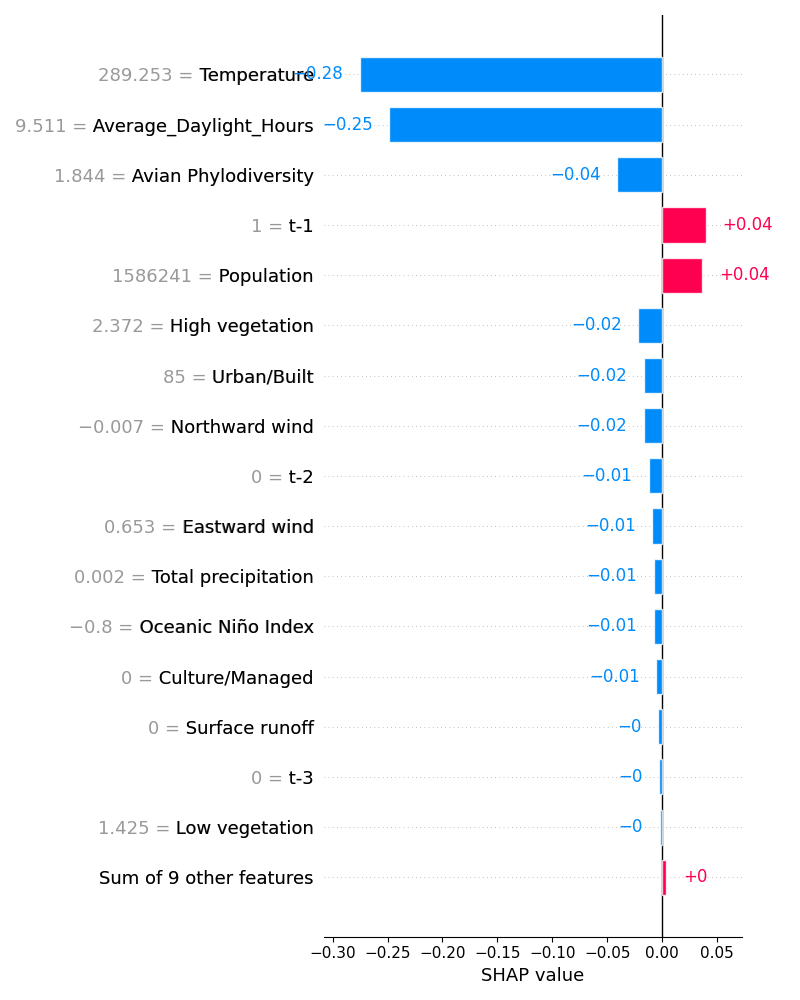 289.253 = Temperature −0.28
9.511 = Average_Daylight_Hours −0.25
1.844 = Avian Phylodiversity −0.04
1 = t-1 +0.04
1586241 = Population +0.04
2.372 = High vegetation −0.02
85 = Urban/Built −0.02
−0.007 = Northward wind −0.02
0 = t-2 −0.01
0.653 = Eastward wind −0.01
0.002 = Total precipitation −0.01
−0.8 = Oceanic Niño Index −0.01
0 = Culture/Managed −0.01
0 = Surface runoff −0
0 = t-3 −0
1.425 = Low vegetation −0
Sum of 9 other features +0
−0.30 −0.25 −0.20 −0.15 −0.10 −0.05 0.00 0.05
SHAP value